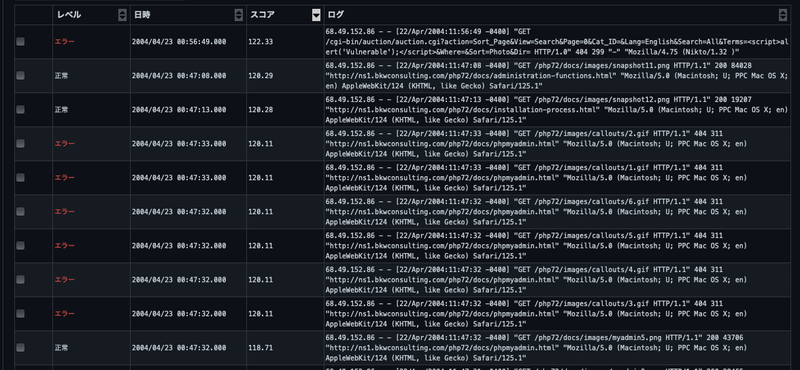 レベル 日時 スコア ログ
エラー 2004/04/23 00:56:49.000 122.33 68.49.152.86 - - [22/Apr/2004:11:56:49 -0400] "GET
/cgi-bin/auction/auction.cgi?action=Sort_Page&View=Search&Page=0&Cat_ID=&Lang=English&Search=All&Terms=<script>al
ert('Vulnerable');</script>&Where=&Sort=Photo&Dir= HTTP/1.0" 404 299 "-" "Mozilla/4.75 (Nikto/1.32 )"
正常 2004/04/23 00:47:08.000 120.29 68.49.152.86 - - [22/Apr/2004:11:47:08 -0400] "GET /php72/docs/images/snapshot11.png HTTP/1.1" 200 84028
"http://ns1.bkwconsulting.com/php72/docs/administration-functions.html" "Mozilla/5.0 (Macintosh; U; PPC Mac OS X;
en) AppleWebKit/124 (KHTML, like Gecko) Safari/125.1"
正常 2004/04/23 00:47:13.000 120.28 68.49.152.86 - - [22/Apr/2004:11:47:13 -0400] "GET /php72/docs/images/snapshot12.png HTTP/1.1" 200 19207
"http://ns1.bkwconsulting.com/php72/docs/installation-process.html" "Mozilla/5.0 (Macintosh; U; PPC Mac OS X; en)
AppleWebKit/124 (KHTML, like Gecko) Safari/125.1"
エラー 2004/04/23 00:47:33.000 120.11 68.49.152.86 - - [22/Apr/2004:11:47:33 -0400] "GET /php72/images/callouts/2.gif HTTP/1.1" 404 311
"http://ns1.bkwconsulting.com/php72/docs/phpmyadmin.html" "Mozilla/5.0 (Macintosh; U; PPC Mac OS X; en)
AppleWebKit/124 (KHTML, like Gecko) Safari/125.1"
エラー 2004/04/23 00:47:33.000 120.11 68.49.152.86 - - [22/Apr/2004:11:47:33 -0400] "GET /php72/images/callouts/1.gif HTTP/1.1" 404 311
"http://ns1.bkwconsulting.com/php72/docs/phpmyadmin.html" "Mozilla/5.0 (Macintosh; U; PPC Mac OS X; en)
AppleWebKit/124 (KHTML, like Gecko) Safari/125.1"
エラー 2004/04/23 00:47:32.000 120.11 68.49.152.86 - - [22/Apr/2004:11:47:32 -0400] "GET /php72/images/callouts/6.gif HTTP/1.1" 404 311
"http://ns1.bkwconsulting.com/php72/docs/phpmyadmin.html" "Mozilla/5.0 (Macintosh; U; PPC Mac OS X; en)
AppleWebKit/124 (KHTML, like Gecko) Safari/125.1"
エラー 2004/04/23 00:47:32.000 120.11 68.49.152.86 - - [22/Apr/2004:11:47:32 -0400] "GET /php72/images/callouts/5.gif HTTP/1.1" 404 311
"http://ns1.bkwconsulting.com/php72/docs/phpmyadmin.html" "Mozilla/5.0 (Macintosh; U; PPC Mac OS X; en)
AppleWebKit/124 (KHTML, like Gecko) Safari/125.1"
エラー 2004/04/23 00:47:32.000 120.11 68.49.152.86 - - [22/Apr/2004:11:47:32 -0400] "GET /php72/images/callouts/4.gif HTTP/1.1" 404 311
"http://ns1.bkwconsulting.com/php72/docs/phpmyadmin.html" "Mozilla/5.0 (Macintosh; U; PPC Mac OS X; en)
AppleWebKit/124 (KHTML, like Gecko) Safari/125.1"
エラー 2004/04/23 00:47:32.000 120.11 68.49.152.86 - - [22/Apr/2004:11:47:32 -0400] "GET /php72/images/callouts/3.gif HTTP/1.1" 404 311
"http://ns1.bkwconsulting.com/php72/docs/phpmyadmin.html" "Mozilla/5.0 (Macintosh; U; PPC Mac OS X; en)
AppleWebKit/124 (KHTML, like Gecko) Safari/125.1"
正常 2004/04/23 00:47:32.000 118.71 68.49.152.86 - - [22/Apr/2004:11:47:32 -0400] "GET /php72/docs/images/myadmin5.png HTTP/1.1" 200 43706
"http://ns1.bkwconsulting.com/php72/docs/phpmyadmin.html" "Mozilla/5.0 (Macintosh; U; PPC Mac OS X; en)
AppleWebKit/124 (KHTML, like Gecko) Safari/125.1"